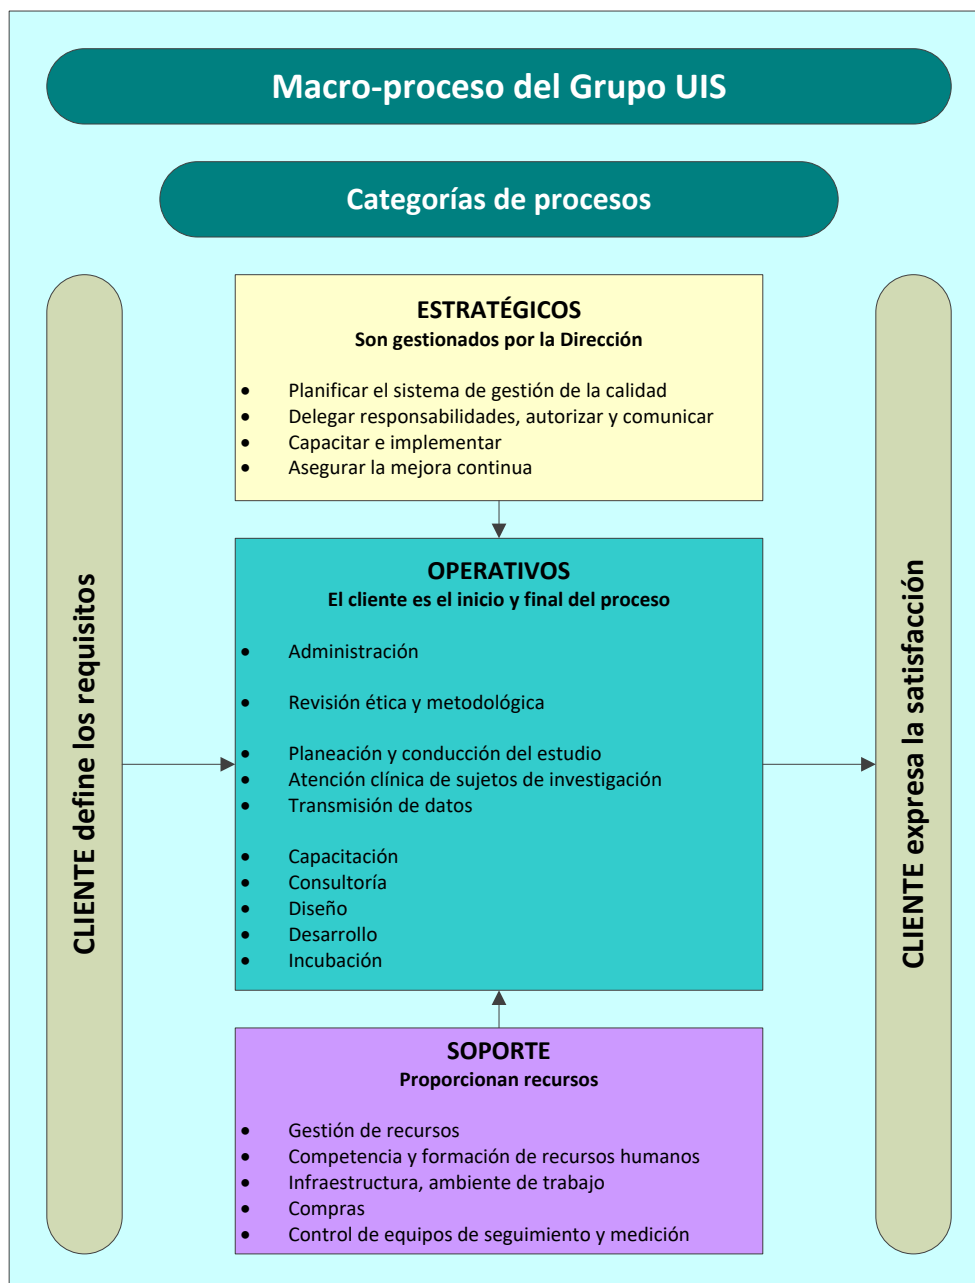 Macro-proceso del Grupo UIS
Categorías de procesos
CLIENTE define los requisitos
ESTRATÉGICOS
Son gestionados por la Dirección
• Planificar el sistema de gestión de la calidad
• Delegar responsabilidades, autorizar y comunicar
• Capacitar e implementar
• Asegurar la mejora continua
OPERATIVOS
El cliente es el inicio y final del proceso
• Administración
• Revisión ética y metodológica
• Planeación y conducción del estudio
• Atención clínica de sujetos de investigación
• Transmisión de datos
• Capacitación
• Consultoría
• Diseño
• Desarrollo
• Incubación
SOPORTE
Proporcionan recursos
• Gestión de recursos
• Competencia y formación de recursos humanos
• Infraestructura, ambiente de trabajo
• Compras
• Control de equipos de seguimiento y medición
CLIENTE expresa la satisfacción